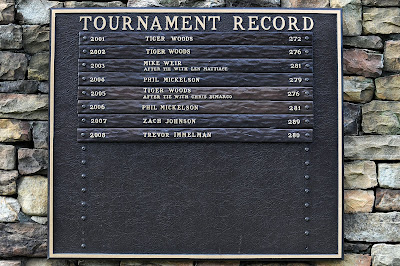 TOURNAMENT RECORD
2001 TIGER WOODS 272
2002 TIGER WOODS 276
2003 MIKE WEIR 281
AFTER TIE WITH LEN MATTIACE
2004 PHIL MICKELSON 279
2005 TIGER WOODS 276
AFTER TIE WITH CHRIS DIMARCO
2006 PHIL MICKELSON 281
2007 ZACH JOHNSON 289
2008 TREVOR IMMELMAN 280